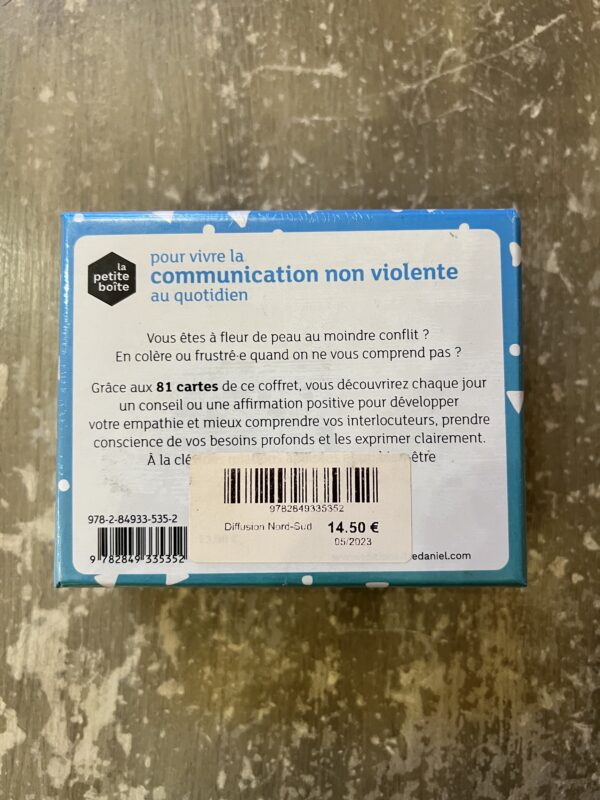 la
petite
boîte
pour vivre la
communication non violente
au quotidien
Vous êtes à fleur de peau au moindre conflit ?
En colère ou frustré·e quand on ne vous comprend pas ?
Grâce aux 81 cartes de ce coffret, vous découvrirez chaque jour
un conseil ou une affirmation positive pour développer
votre empathie et mieux comprendre vos interlocuteurs, prendre
conscience de vos besoins profonds et les exprimer clairement.
À la
être
9782849335352
Diffusion Nord-Sud 14.50 €
05/2023
978-2-84933-535-2
9 782849 335352
edaniel.com